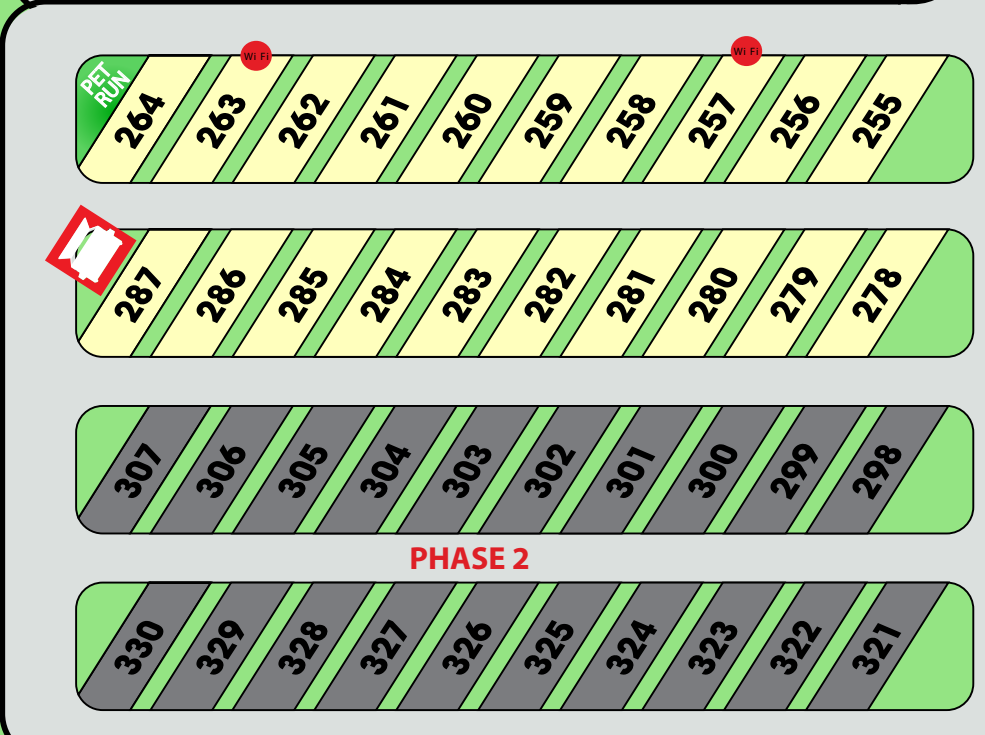 Wi Fi
Wi Fi
PET
RUN
264 263 262 261 260 259 258 257 256 255
287 286 285 284 283 282 281 280 279 278
307 306 305 304 303 302 301 300 299 298
PHASE 2
330 329 328 327 326 325 324 323 322 321